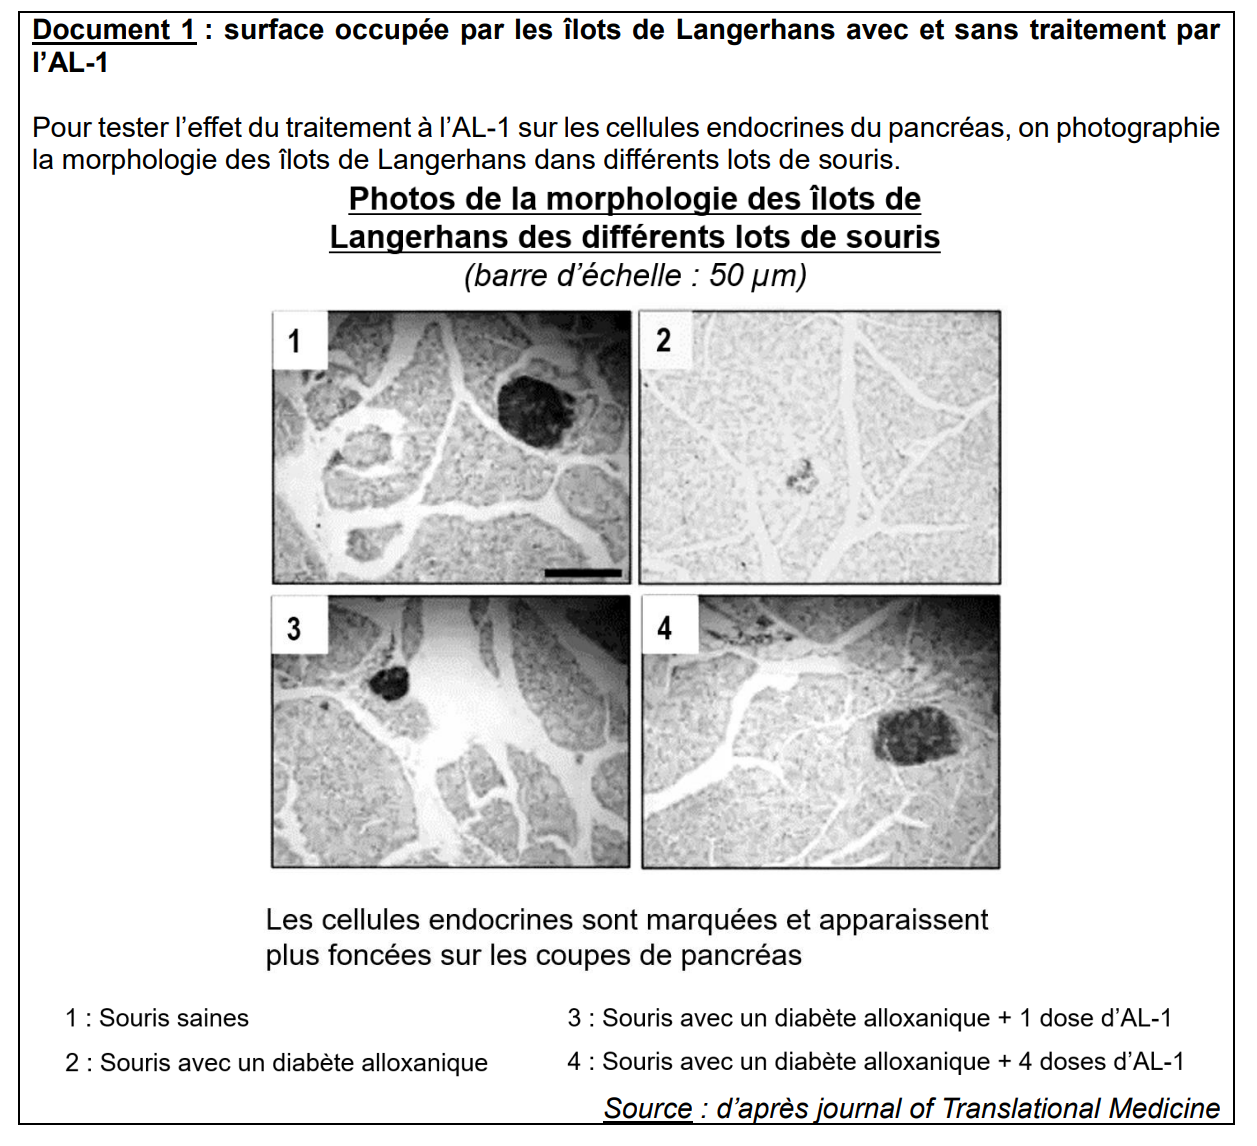 Document 1 : surface occupée par les îlots de Langerhans avec et sans traitement par
l’AL-1
Pour tester l’effet du traitement à l’AL-1 sur les cellules endocrines du pancréas, on photographie
la morphologie des îlots de Langerhans dans différents lots de souris.
Photos de la morphologie des îlots de
Langerhans des différents lots de souris
(barre d’échelle : 50 µm)
1
2
3
4
Les cellules endocrines sont marquées et apparaissent
plus foncées sur les coupes de pancréas
1 : Souris saines
2 : Souris avec un diabète alloxanique
3 : Souris avec un diabète alloxanique + 1 dose d’AL-1
4 : Souris avec un diabète alloxanique + 4 doses d’AL-1
Source : d’après journal of Translational Medicine